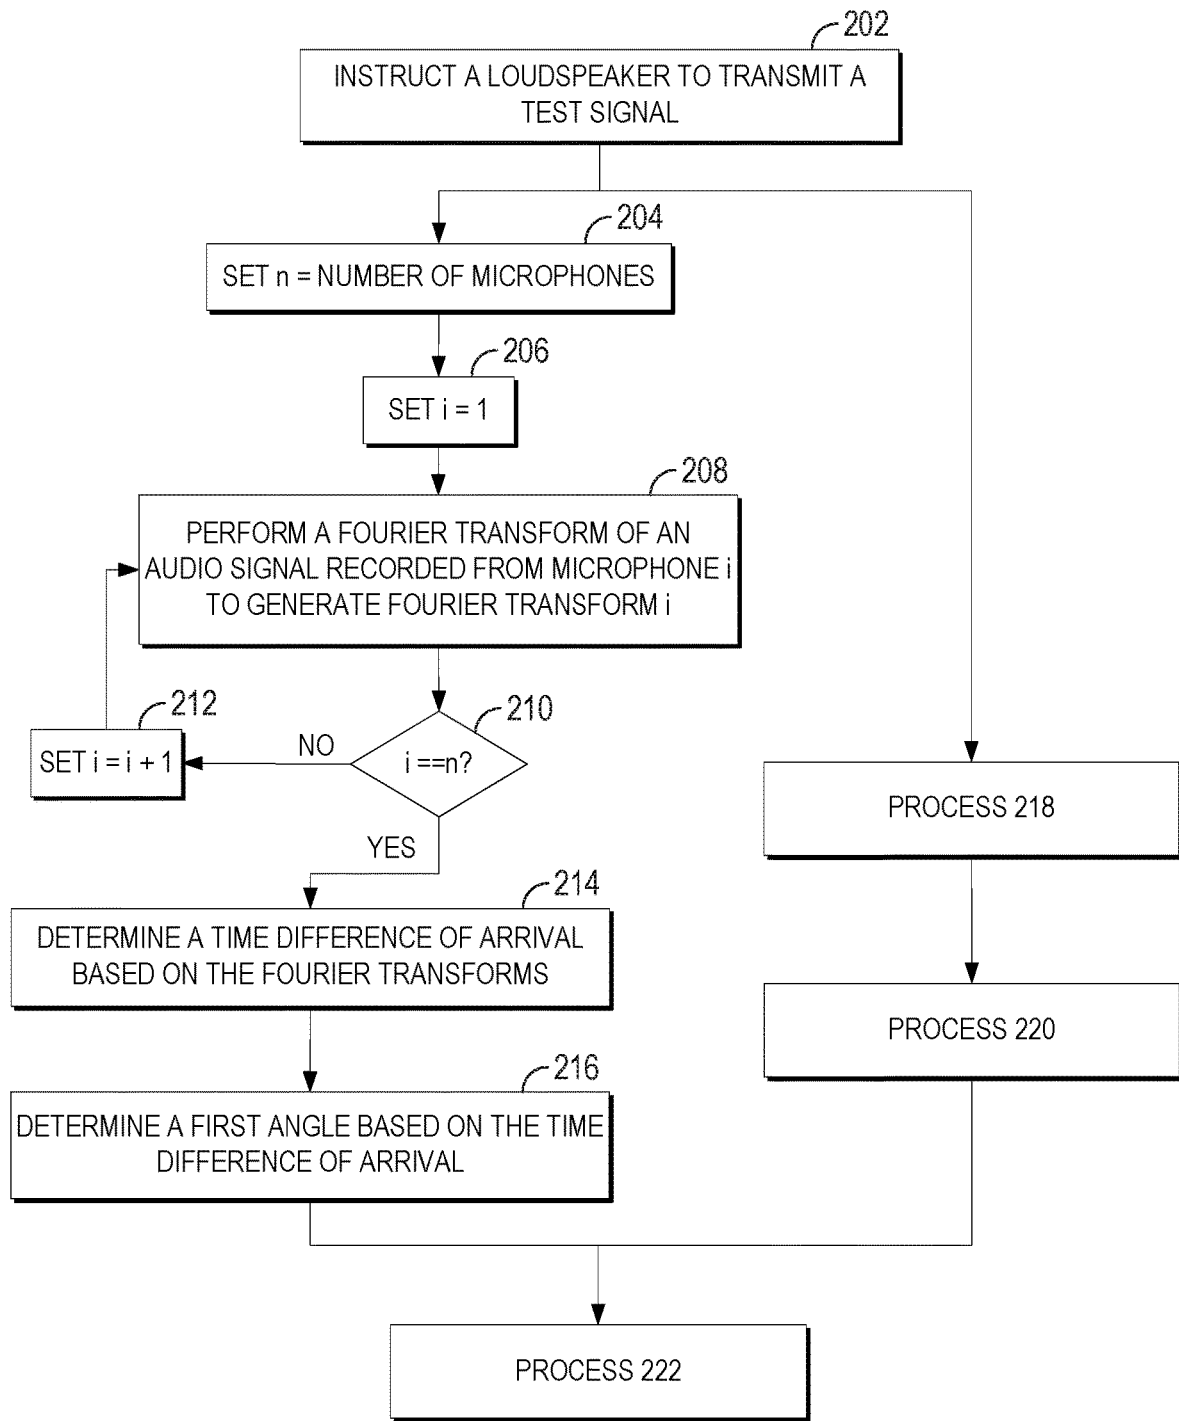 202
INSTRUCT A LOUDSPEAKER TO TRANSMIT A
TEST SIGNAL
204
SET n = NUMBER OF MICROPHONES
206
SET i = 1
208
PERFORM A FOURIER TRANSFORM OF AN
AUDIO SIGNAL RECORDED FROM MICROPHONE i
TO GENERATE FOURIER TRANSFORM i
212
SET i = i + 1
NO
210
i ==n?
YES
PROCESS 218
214
DETERMINE A TIME DIFFERENCE OF ARRIVAL
BASED ON THE FOURIER TRANSFORMS
PROCESS 220
216
DETERMINE A FIRST ANGLE BASED ON THE TIME
DIFFERENCE OF ARRIVAL
PROCESS 222